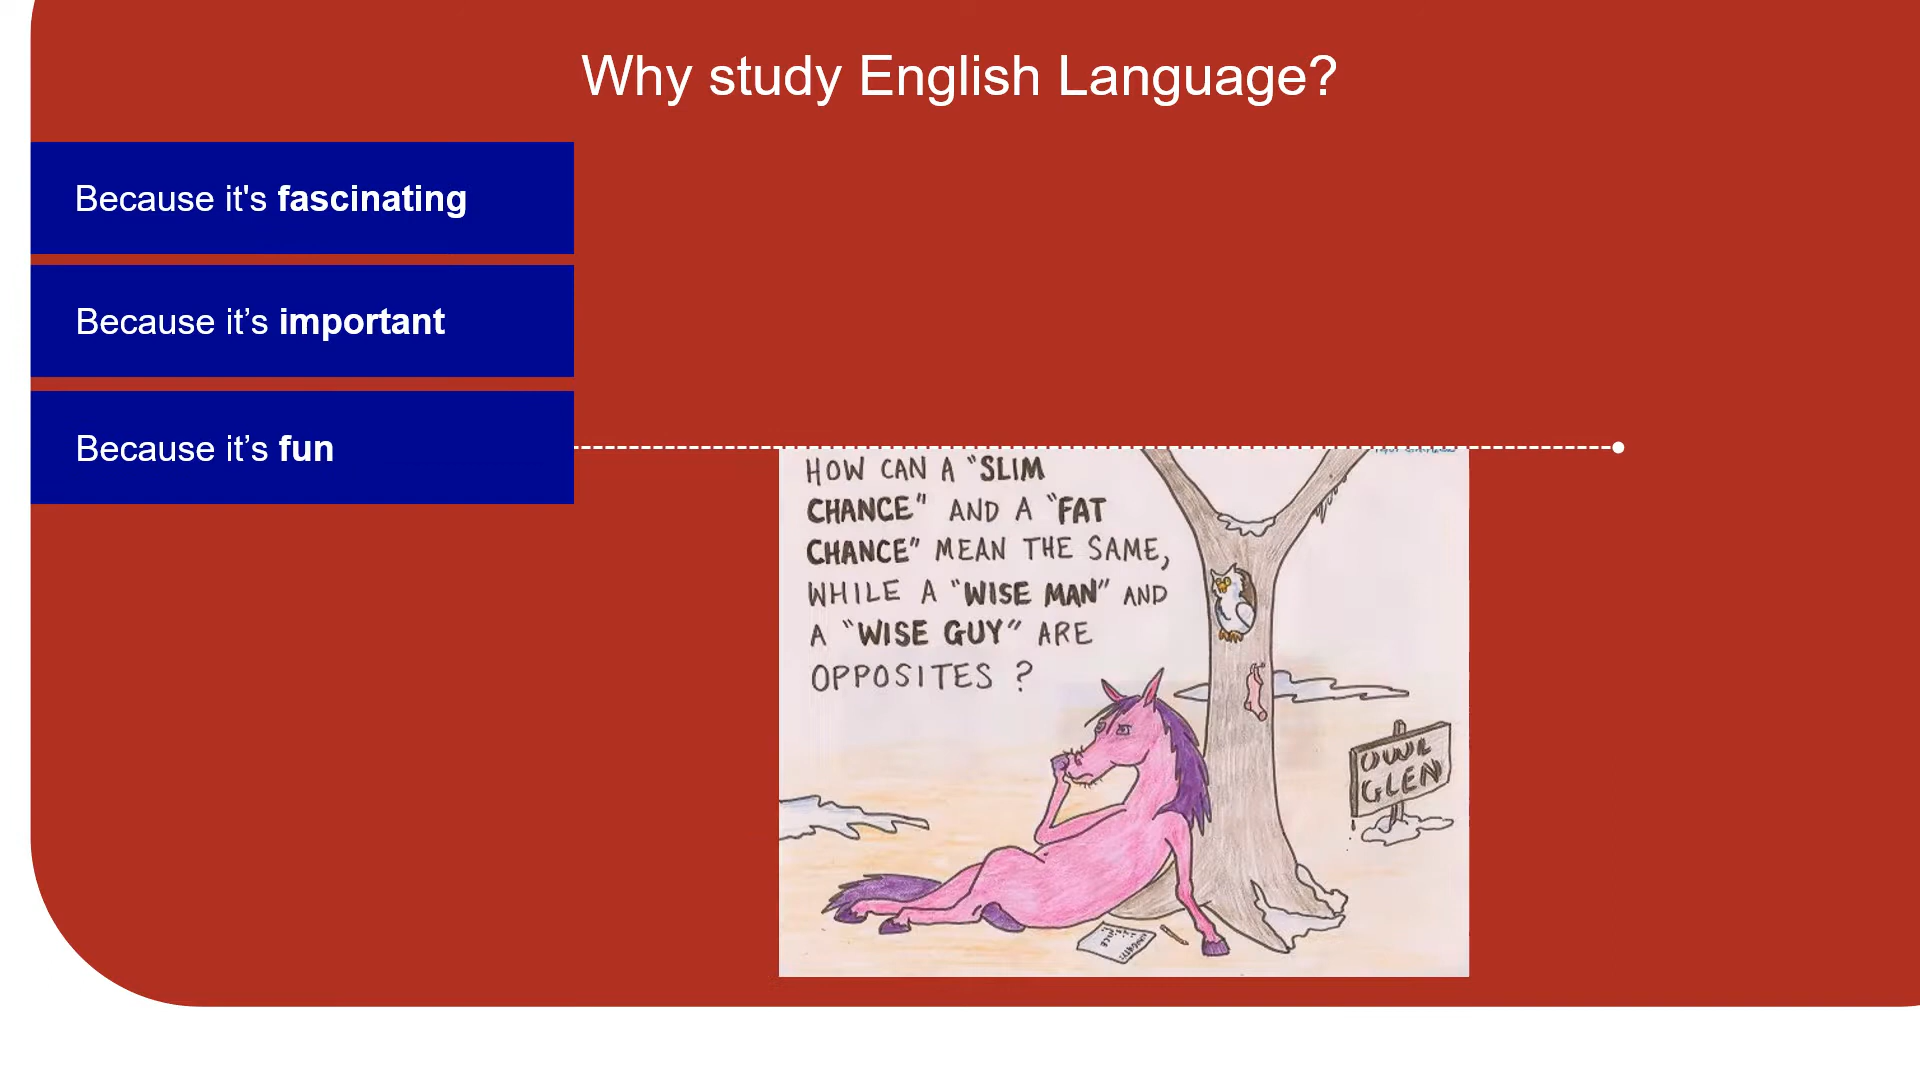 Why study English Language?
Because it's fascinating
Because it’s important
Because it’s fun
HOW CAN A "SLIM
CHANCE" AND A "FAT
CHANCE" MEAN THE SAME,
WHILE A "WISE MAN" AND
A "WISE GUY" ARE
OPPOSITES ?
OWL
GLEN